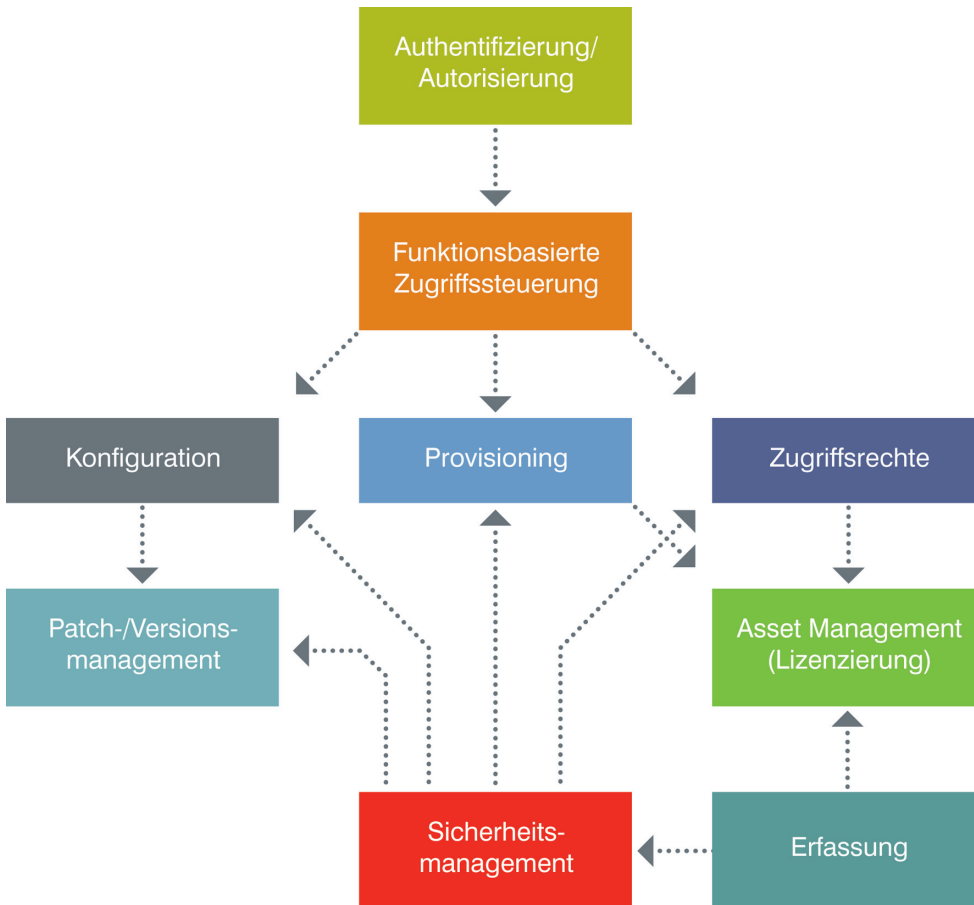 Authentifizierung/
Autorisierung
Funktionsbasierte
Zugriffssteuerung
Konfiguration
Provisioning
Zugriffsrechte
Patch-/Versions-
management
Asset Management
(Lizenzierung)
Sicherheits-
management
Erfassung